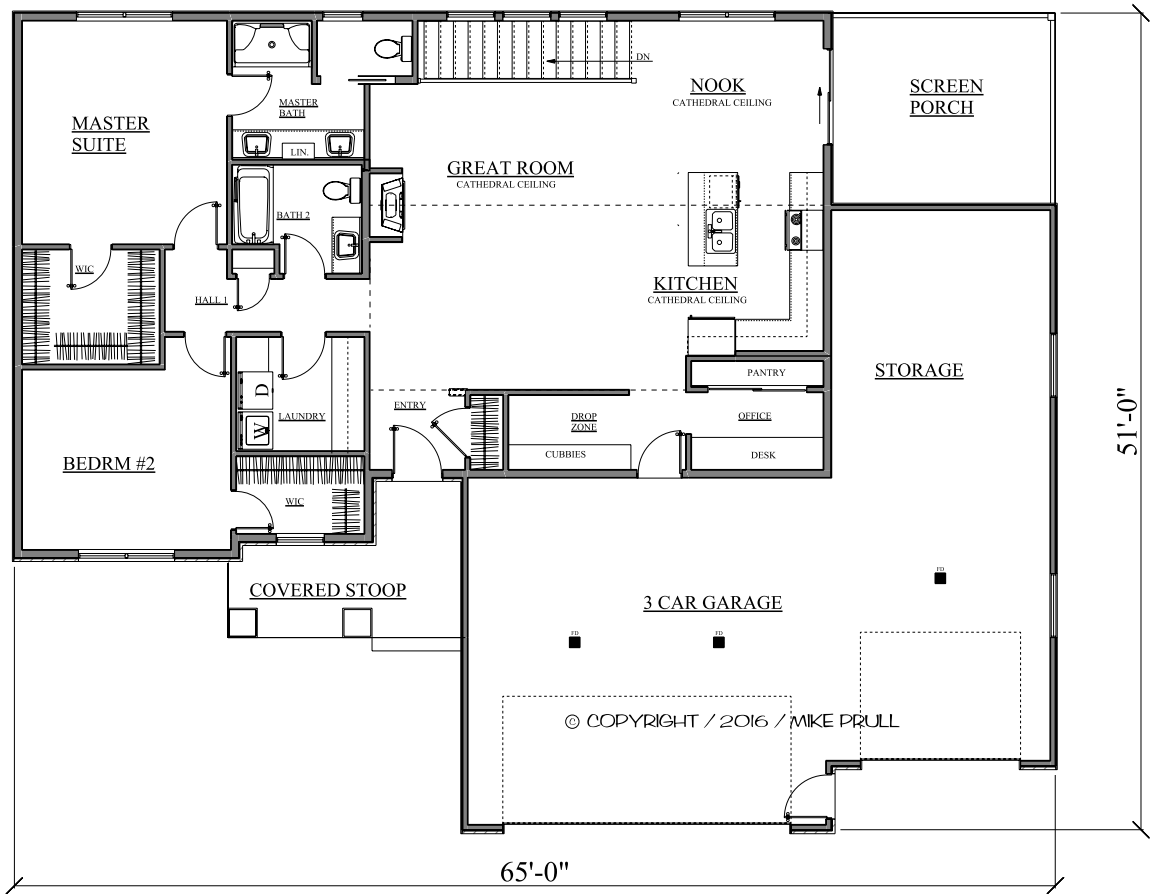 DN
NOOK
CATHEDRAL CEILING
SCREEN
PORCH
MASTER
SUITE
MASTER
BATH
LIN.
GREAT ROOM
CATHEDRAL CEILING
BATH 2
WIC
HALL 1
KITCHEN
CATHEDRAL CEILING
PANTRY
STORAGE
D
W
LAUNDRY
ENTRY
DROP
ZONE
OFFICE
CUBBIES
DESK
BEDRM #2
WIC
51'-0"
COVERED STOOP
3 CAR GARAGE
FD
FD
FD
© COPYRIGHT / 2016 / MIKE PRULL
65'-0"